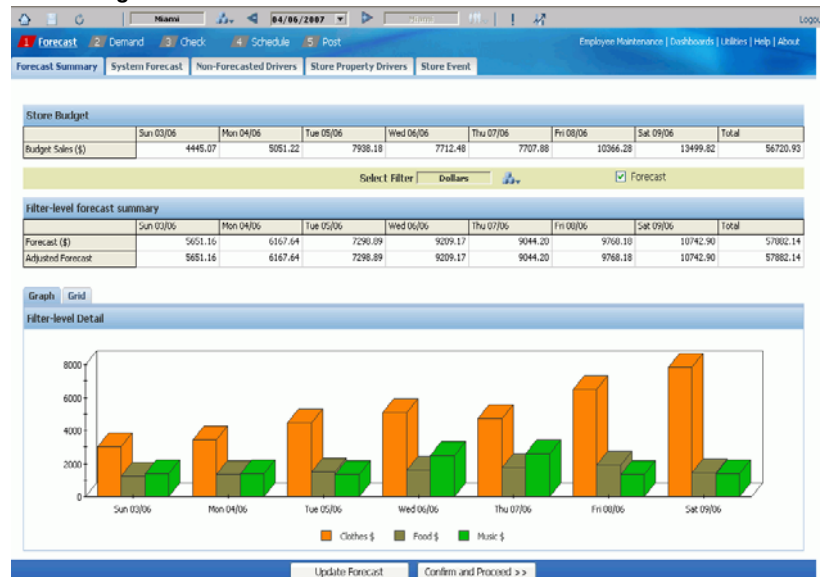 Miami 04/06/2007 Miami Logou
1 Forecast 2 Demand 3 Check 4 Schedule 5 Post Employee Maintenance | Dashboards | Utilities | Help | About
Forecast Summary System Forecast Non-Forecasted Drivers Store Property Drivers Store Event
Store Budget
Sun 03/06 Mon 04/06 Tue 05/06 Wed 06/06 Thu 07/06 Fri 08/06 Sat 09/06 Total
Budget Sales ($) 4445.07 5051.22 7938.18 7712.48 7707.88 10366.28 13499.82 56720.93
Select Filter Dollars Forecast
Filter-level forecast summary
Sun 03/06 Mon 04/06 Tue 05/06 Wed 06/06 Thu 07/06 Fri 08/06 Sat 09/06 Total
Forecast ($) 5651.16 6167.64 7298.89 9209.17 9044.20 9768.18 10742.90 57882.14
Adjusted Forecast 5651.16 6167.64 7298.89 9209.17 9044.20 9768.18 10742.90 57882.14
Graph Grid
Filter-level Detail
8000
6000
4000
2000
0
Sun 03/06 Mon 04/06 Tue 05/06 Wed 06/06 Thu 07/06 Fri 08/06 Sat 09/06
Clothes $ Food $ Music $
Update Forecast Confirm and Proceed >>